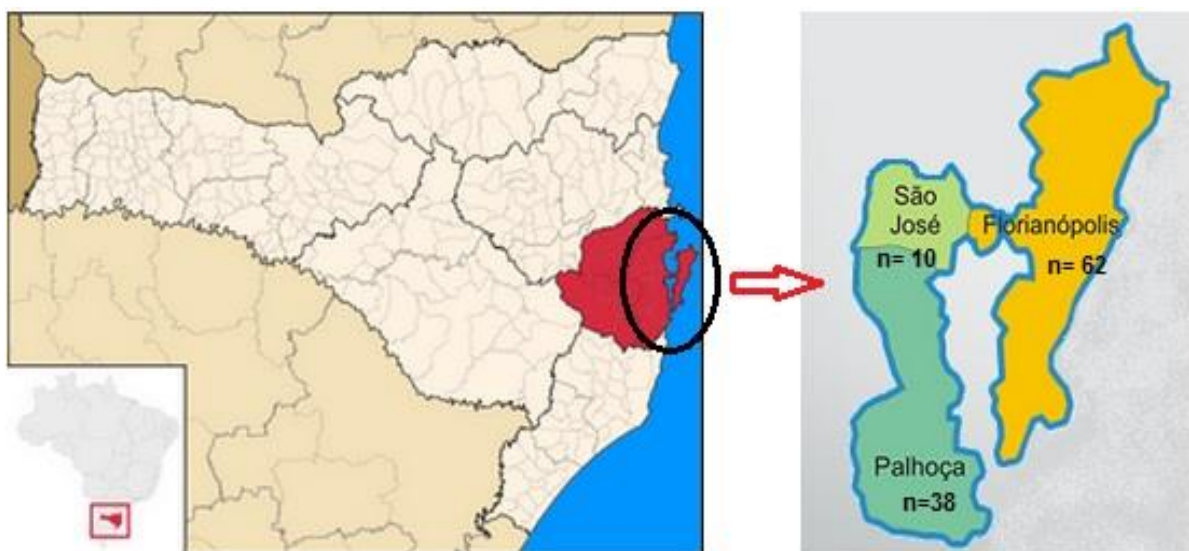 São
José
n= 10
Florianópolis
n= 62
Palhoça
n=38